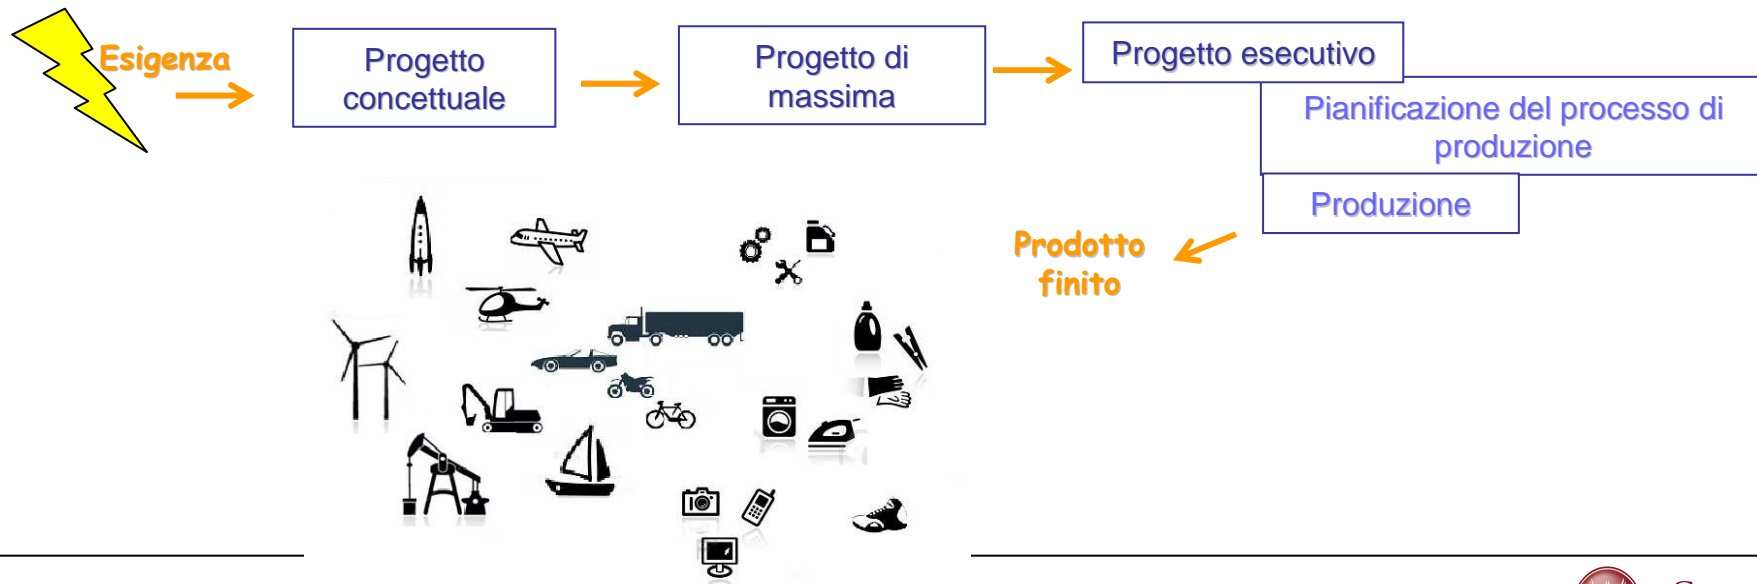 Esigenza
Progetto
concettuale
Progetto di
massima
Progetto esecutivo
Pianificazione del processo di
produzione
Produzione
Prodotto
finito